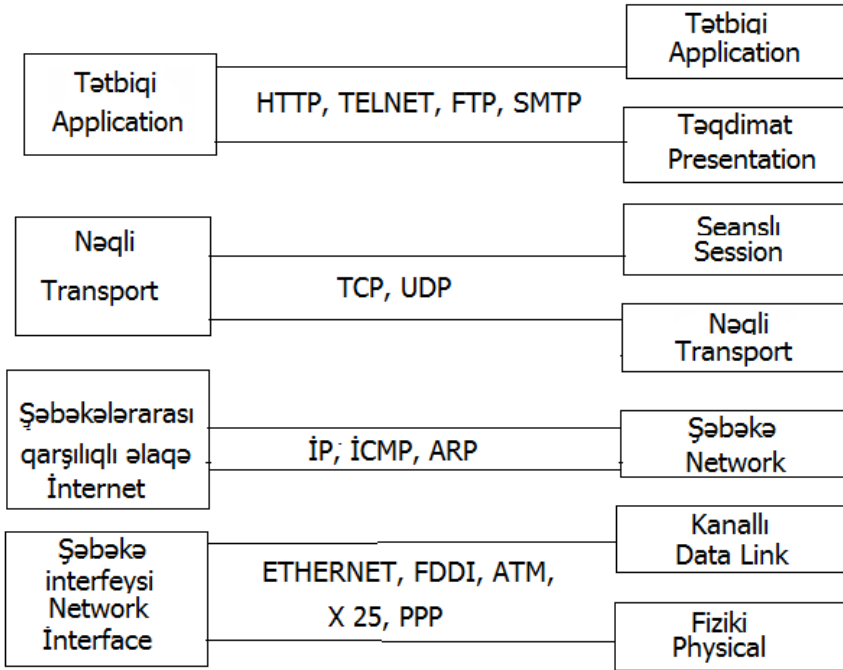 Tətbiqi
Application
HTTP, TELNET, FTP, SMTP
Tətbiqi
Application
Təqdimat
Presentation
Nəqli
Transport
TCP, UDP
Seanslı
Session
Nəqli
Transport
Şəbəkələrarası
qarşılıqlı əlaqə
İnternet
İP, İCMP, ARP
Şəbəkə
Network
Şəbəkə
interfeysi
Network
İnterface
ETHERNET, FDDI, ATM,
X 25, PPP
Kanallı
Data Link
Fiziki
Physical